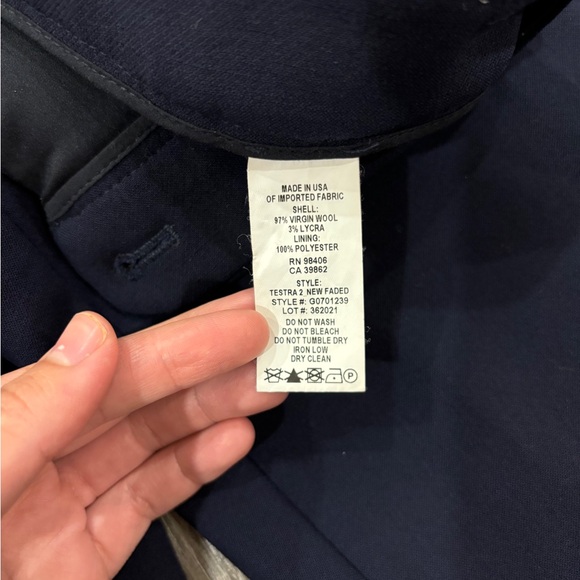 MADE IN USA
OF IMPORTED FABRIC
SHELL:
97% VIRGIN WOOL
3% LYCRA
LINING:
100% POLYESTER
RN 98406
CA 39862
STYLE:
TESTRA 2_NEW FADED
STYLE #: G0701239
LOT #: 362021
DO NOT WASH
DO NOT BLEACH
DO NOT TUMBLE DRY
IRON LOW
DRY CLEAN
P